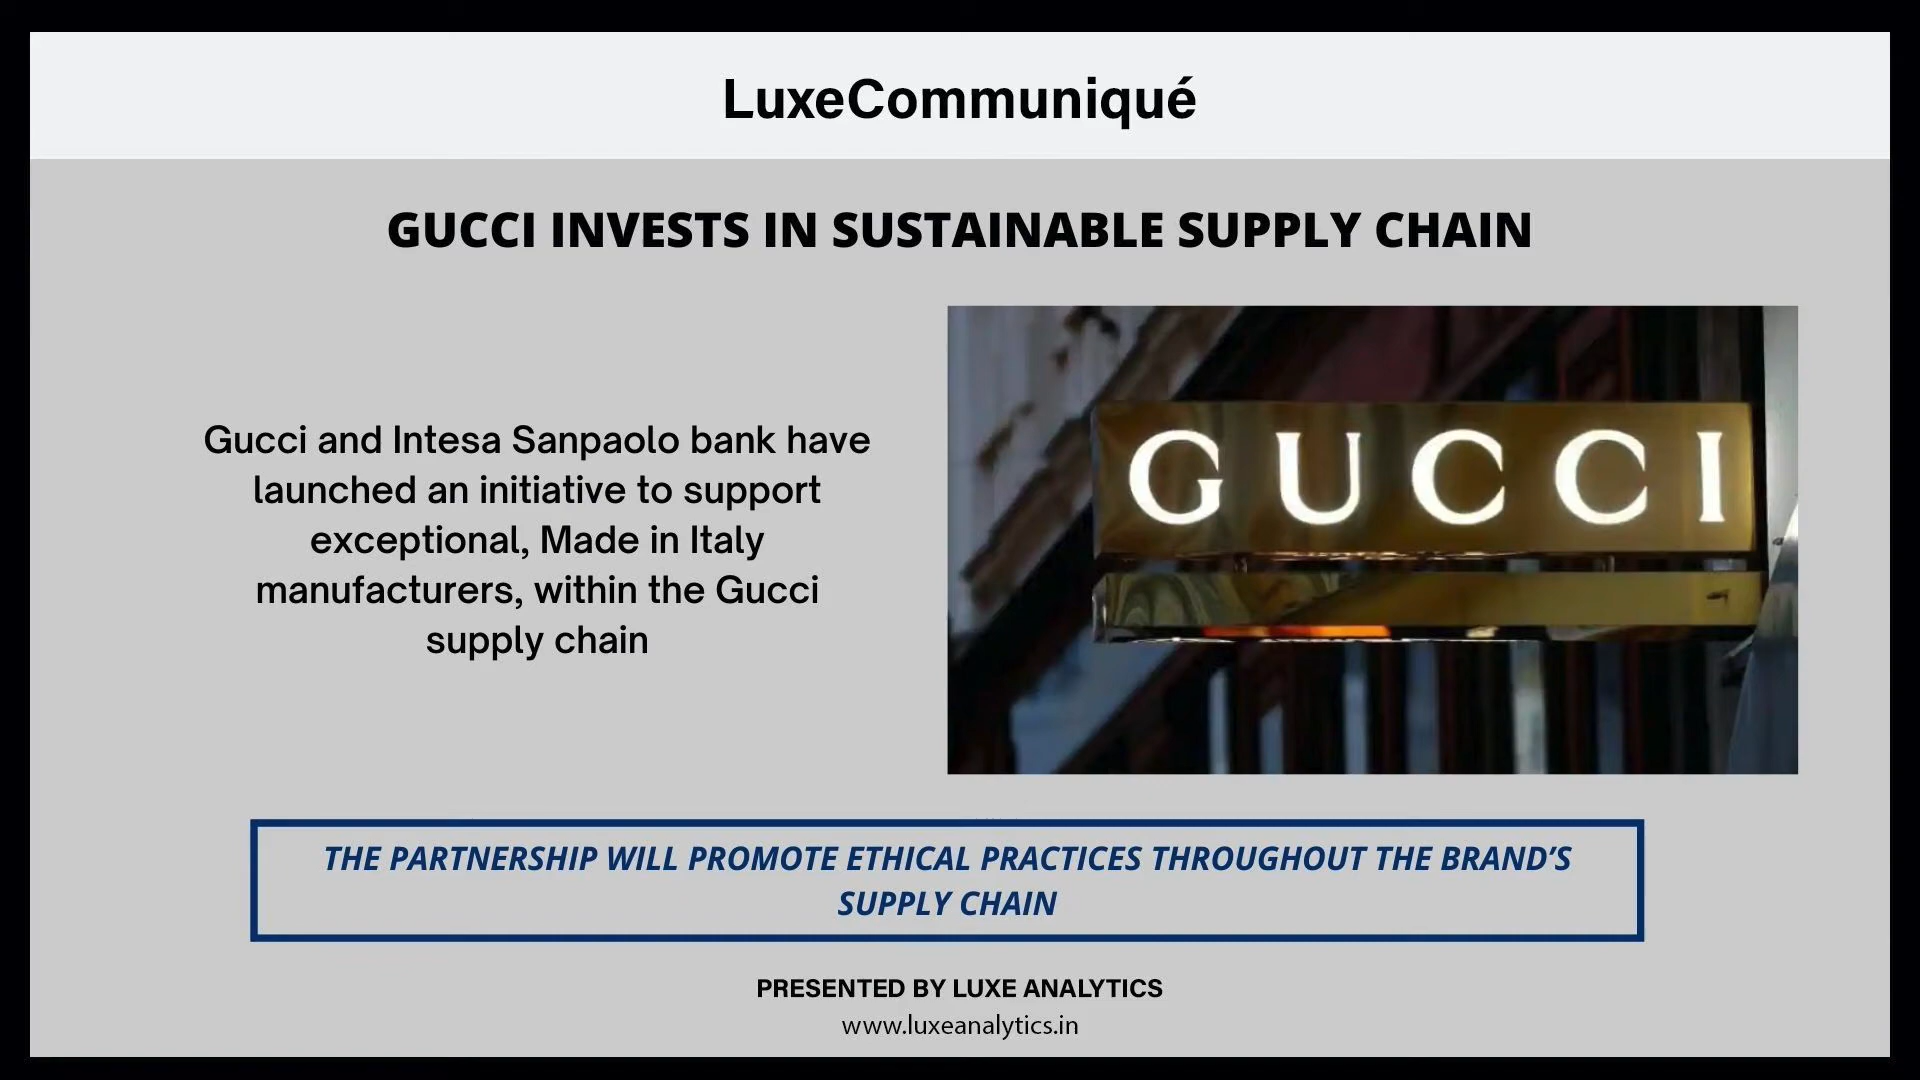 LuxeCommuniqué
GUCCI INVESTS IN SUSTAINABLE SUPPLY CHAIN
Gucci and Intesa Sanpaolo bank have
launched an initiative to support
exceptional, Made in Italy
manufacturers, within the Gucci
supply chain
GUCCI
THE PARTNERSHIP WILL PROMOTE ETHICAL PRACTICES THROUGHOUT THE BRAND’S
SUPPLY CHAIN
PRESENTED BY LUXE ANALYTICS
www.luxeanalytics.in